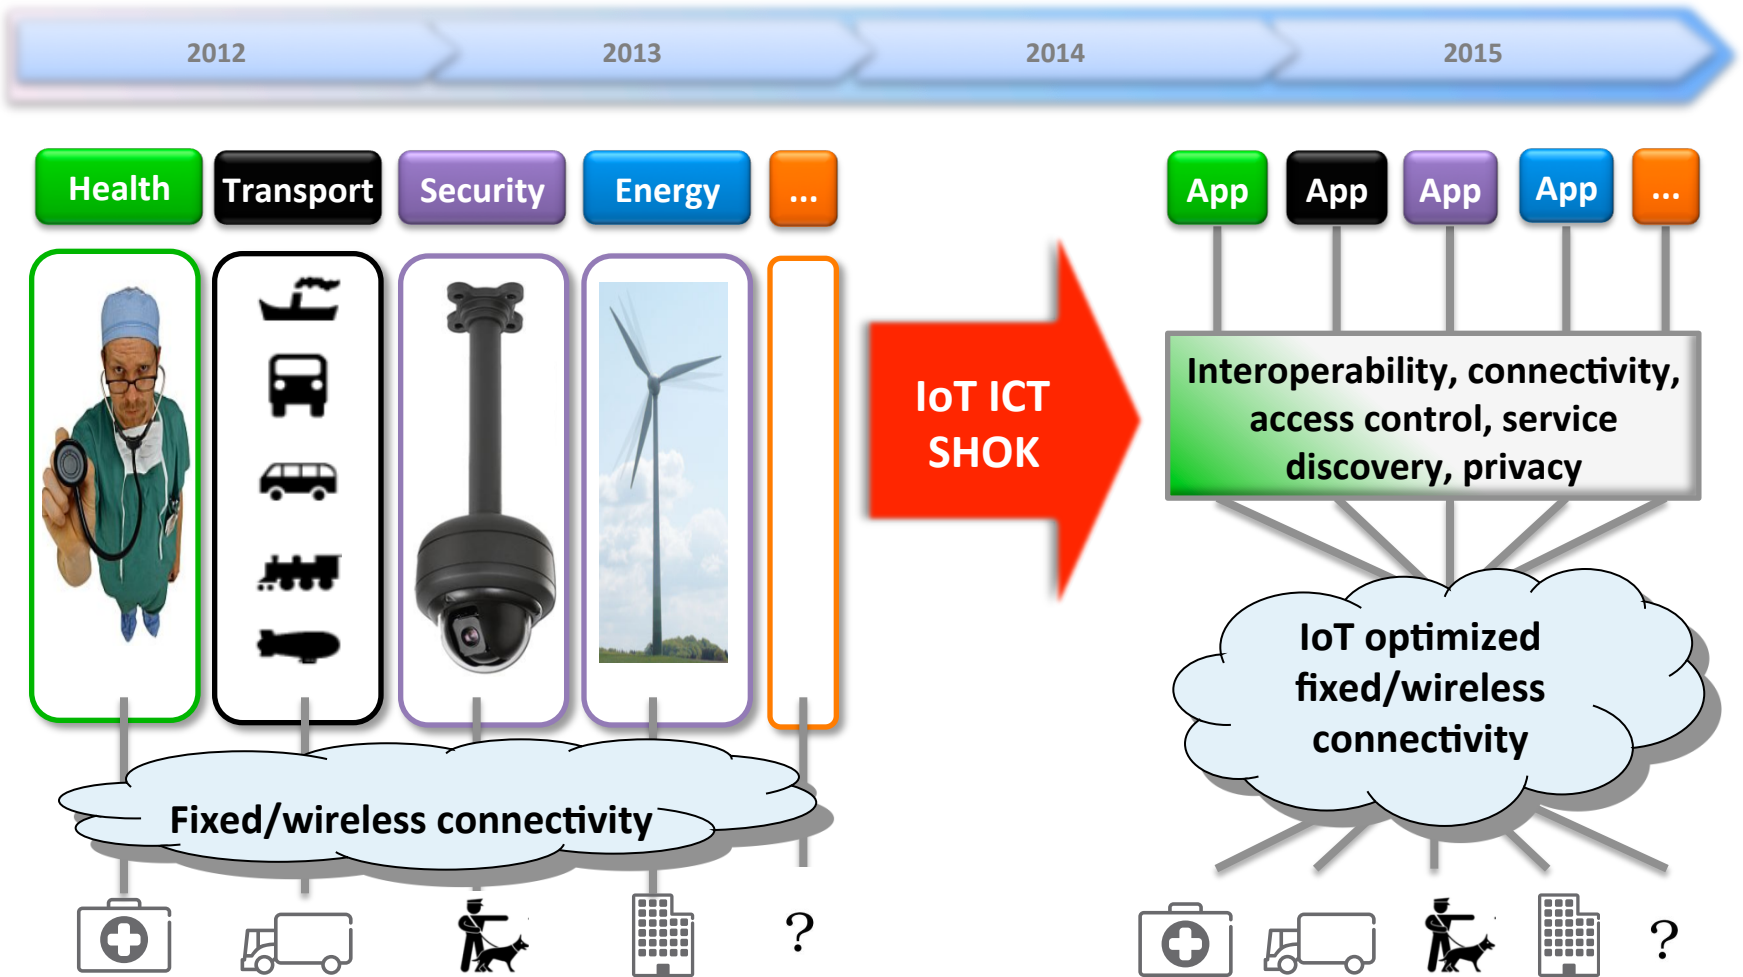 2012
2013
2014
2015
Health
Transport
Security
Energy
...
App
App
App
App
...
IoT ICT
SHOK
Interoperability, connectivity,
access control, service
discovery, privacy
IoT optimized
fixed/wireless
connectivity
Fixed/wireless connectivity
?
?